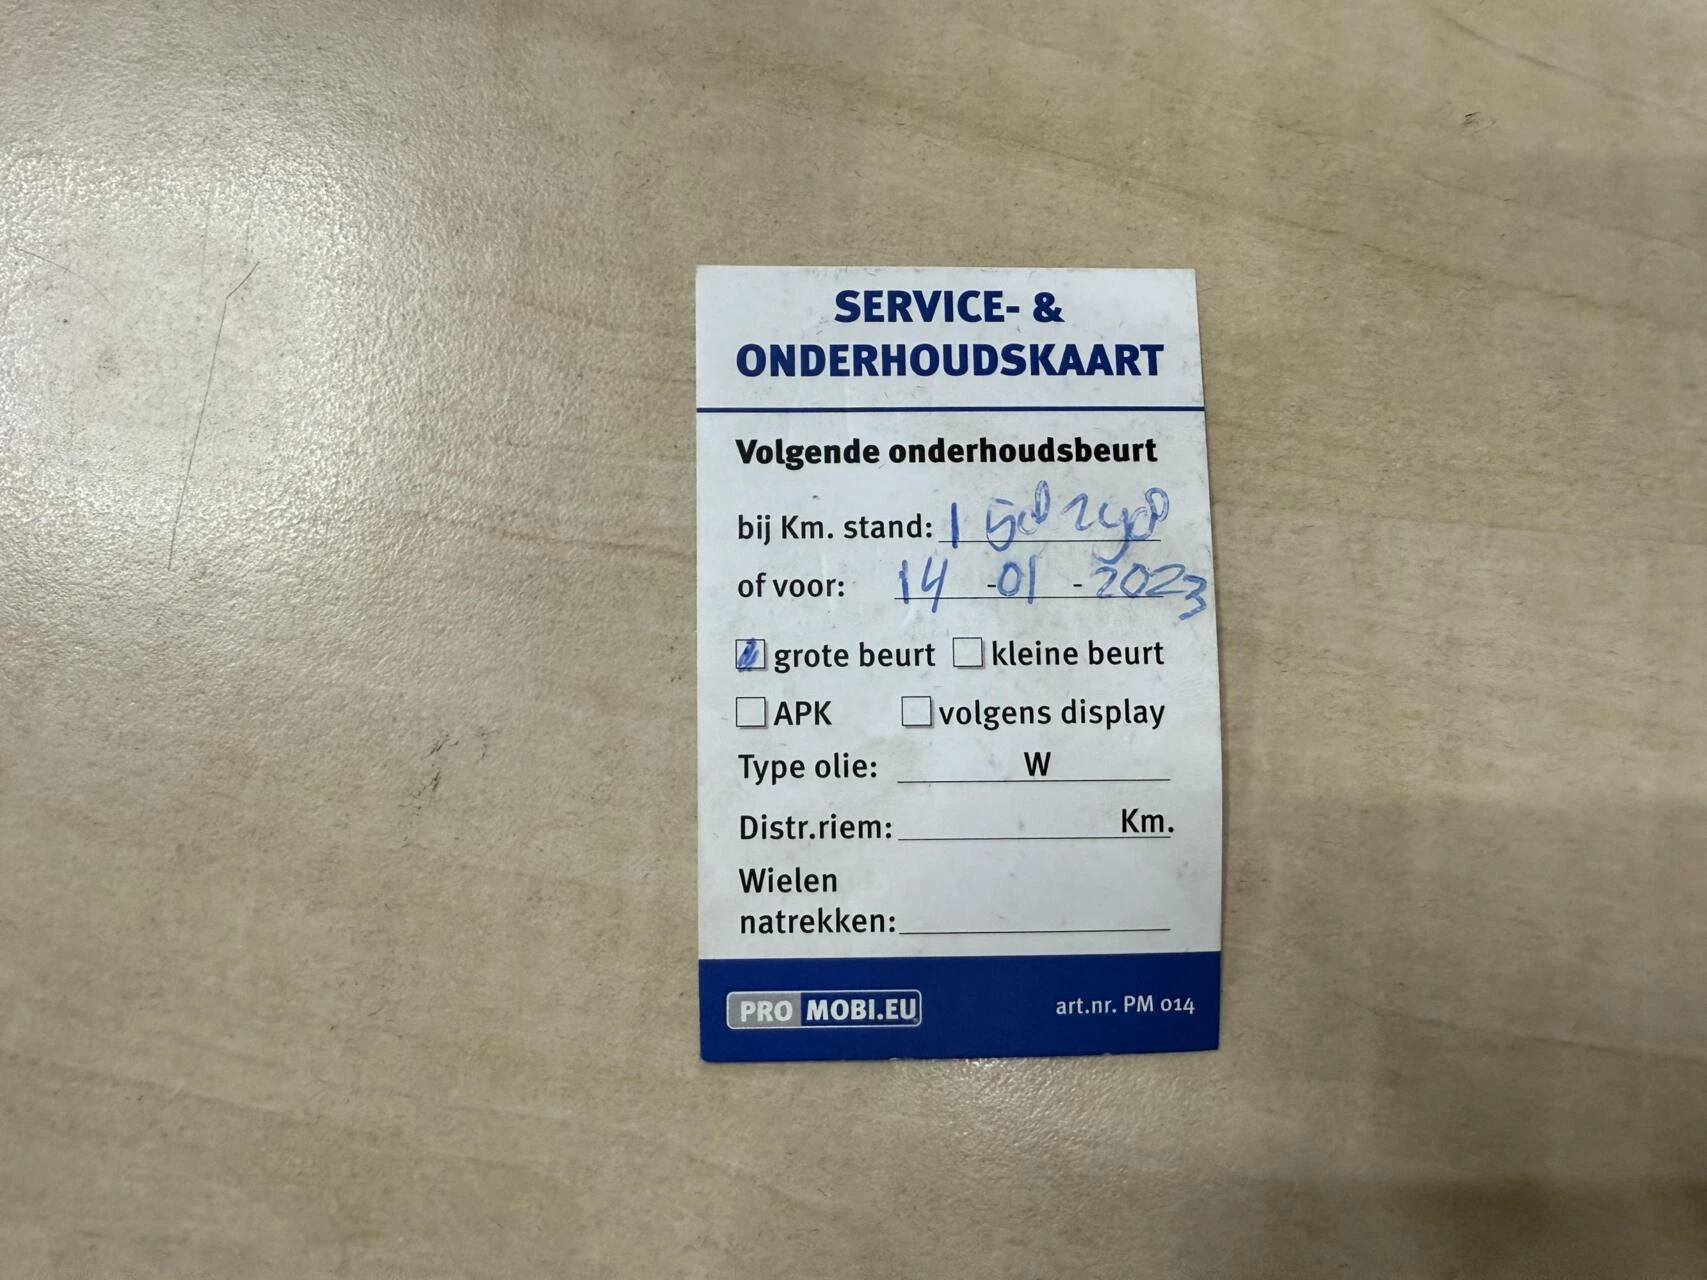 SERVICE- &
ONDERHOUDSKAART
Volgende onderhoudsbeurt
bij Km. stand:
of voor: 14 -01 - 2023
grote beurt kleine beurt
APK volgens display
Type olie: W
Distr.riem: Km.
Wielen
natrekken:
PRO MOBI.EU art.nr. PM 014